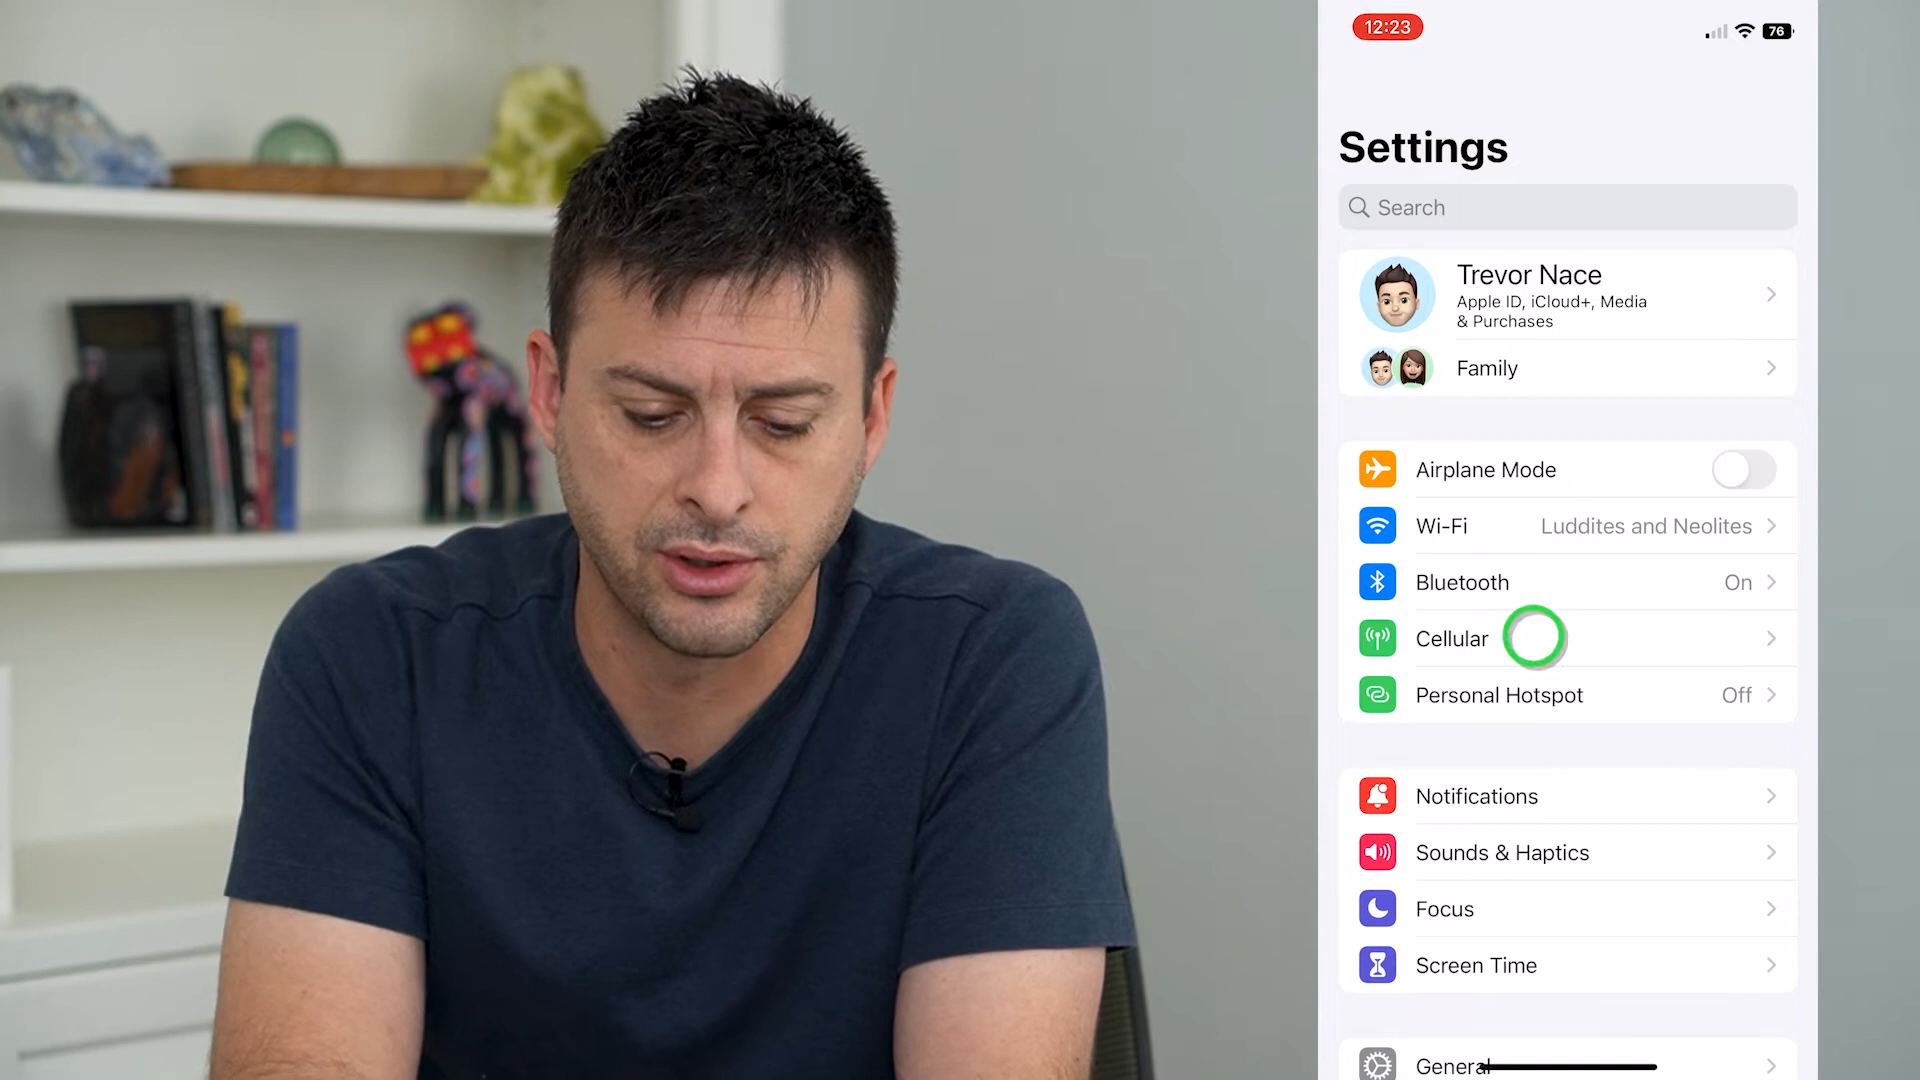 12:23
76
Settings
Search
Trevor Nace
Apple ID, iCloud+, Media
& Purchases
Family
Airplane Mode
Wi-Fi Luddites and Neolites
Bluetooth On
Cellular
Personal Hotspot Off
Notifications
Sounds & Haptics
Focus
Screen Time
General